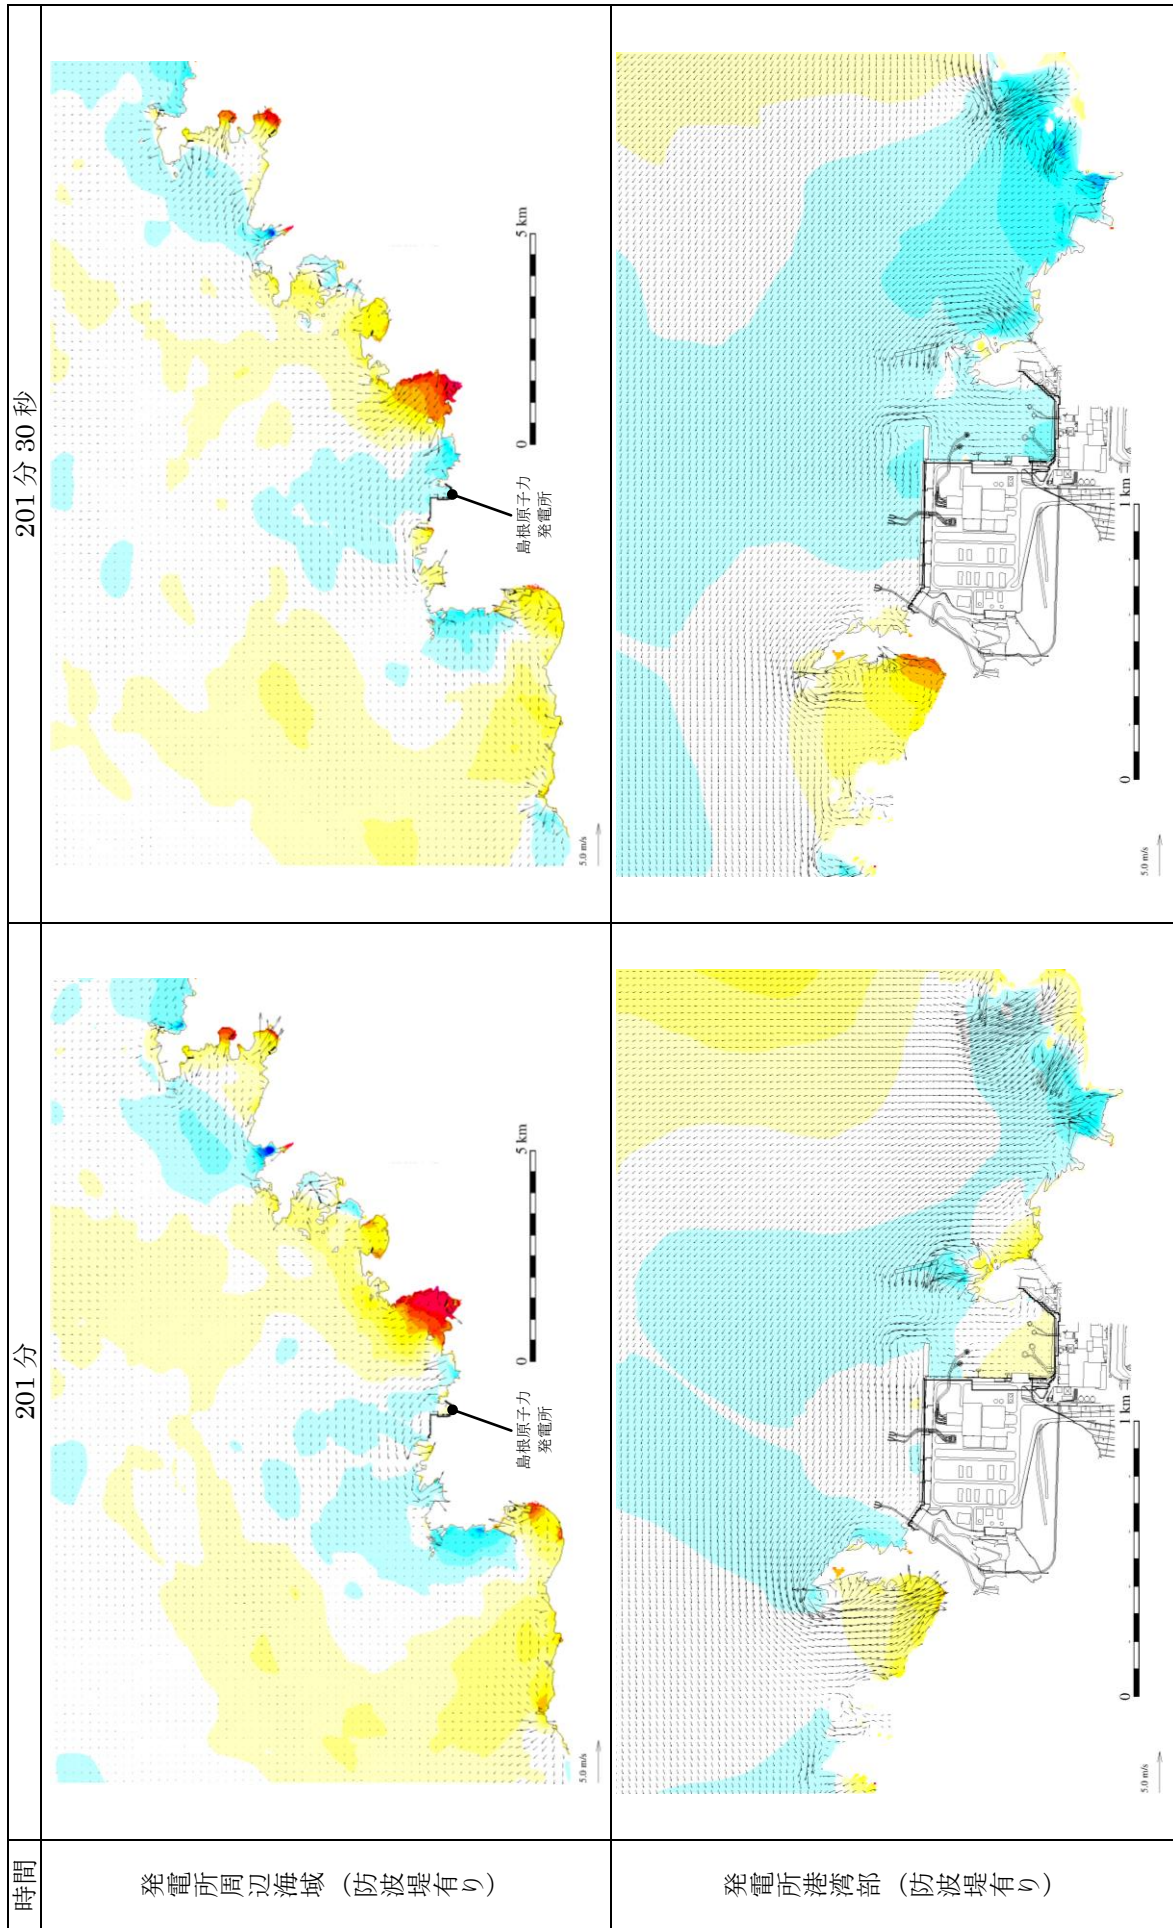 時間
201分
201分30秒
発電所周辺海域（防波堤有り）
島根原子力
発電所
0
5 km
5.0 m/s
島根原子力
発電所
0
5 km
5.0 m/s
発電所港湾部（防波堤有り）
0
1 km
5.0 m/s
0
1 km
5.0 m/s